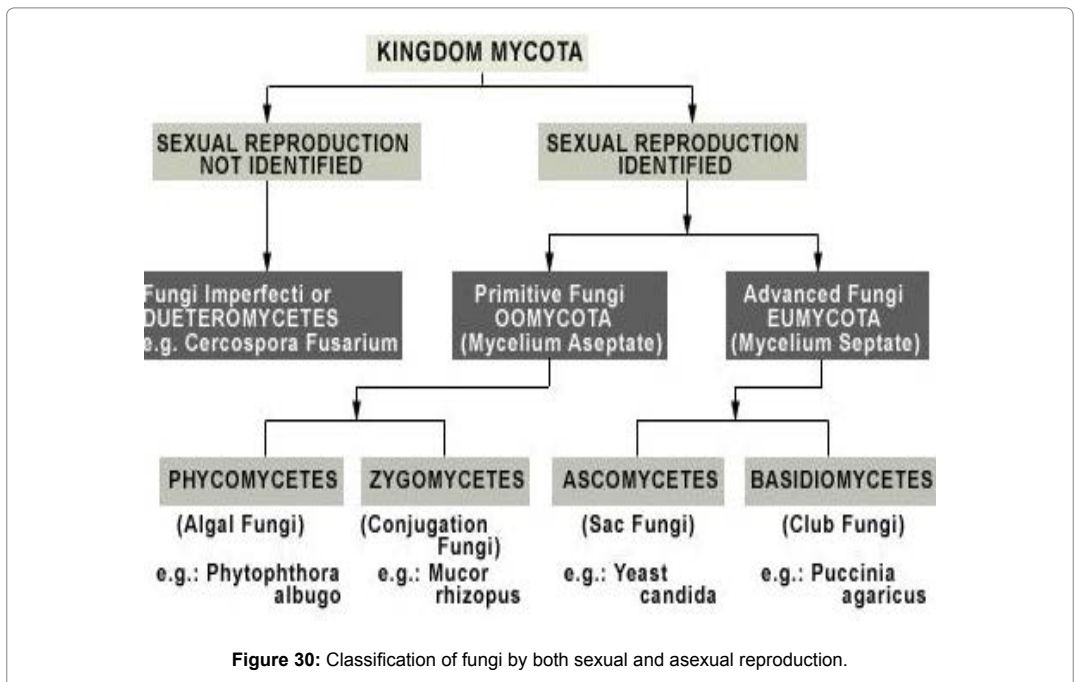 KINGDOM MYCOTA
SEXUAL REPRODUCTION
NOT IDENTIFIED
SEXUAL REPRODUCTION
IDENTIFIED
Fungi Imperfecti or
DUETEROMYCETES
e.g. Cercospora Fusarium
Primitive Fungi
OOMYCOTA
(Mycelium Aseptate)
Advanced Fungi
EUMYCOTA
(Mycelium Septate)
PHYCOMYCETES
(Algal Fungi)
e.g.: Phytophthora
albugo
ZYGOMYCETES
(Conjugation
Fungi)
e.g.: Mucor
rhizopus
ASCOMYCETES
(Sac Fungi)
e.g.: Yeast
candida
BASIDIOMYCETES
(Club Fungi)
e.g.: Puccinia
agaricus
Figure 30: Classification of fungi by both sexual and asexual reproduction.